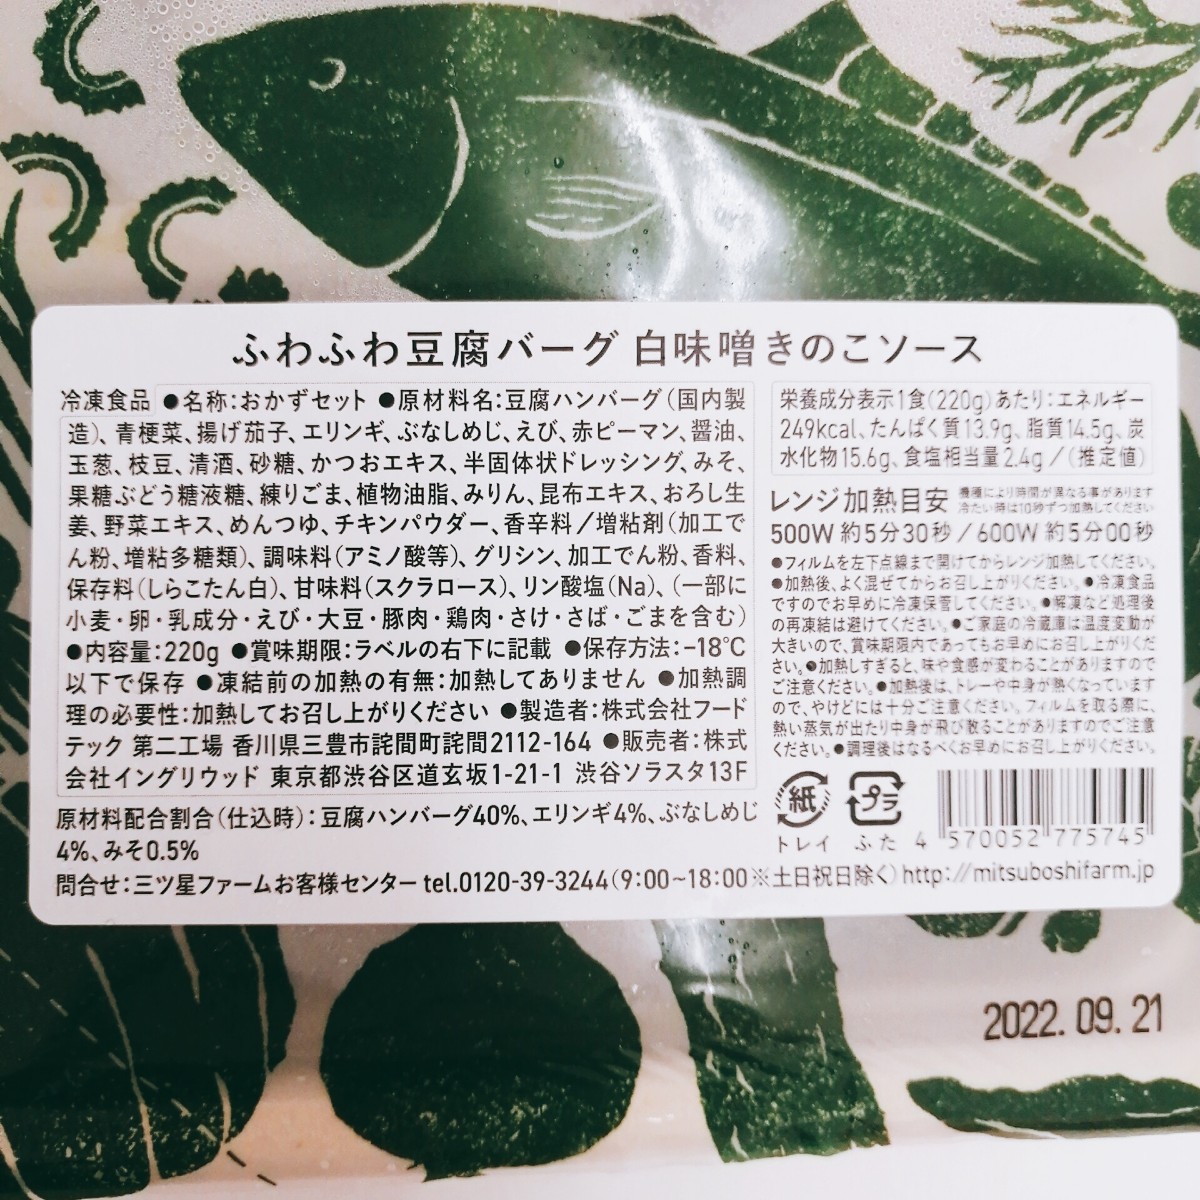 ふわふわ豆腐バーグ 白味噌きのこソース
冷凍食品 ●名称:おかずセット ●原材料名:豆腐ハンバーグ(国内製
造)、青梗菜、揚げ茄子、エリンギ、ぶなしめじ、えび、赤ピーマン、醤油、
玉葱、枝豆、清酒、砂糖、かつおエキス、半固体状ドレッシング、みそ、
果糖ぶどう糖液糖、練りごま、植物油脂、みりん、昆布エキス、おろし生
姜、野菜エキス、めんつゆ、チキンパウダー、香辛料/増粘剤(加工で
ん粉、増粘多糖類)、調味料(アミノ酸等)、グリシン、加工でん粉、香料、
保存料(しらこたん白)、甘味料(スクラロース)、リン酸塩(Na)、(一部に
小麦・卵・乳成分・えび・大豆・豚肉・鶏肉・さけ・さば・ごまを含む)
●内容量:220g ●賞味期限:ラベルの右下に記載 ●保存方法:-18℃
以下で保存 ●凍結前の加熱の有無:加熱してありません ●加熱調
理の必要性:加熱してお召し上がりください ●製造者:株式会社フード
テック 第二工場 香川県三豊市詫間町詫間2112-164 ●販売者:株式
会社イングリウッド 東京都渋谷区道玄坂1-21-1 渋谷ソラスタ13F
原材料配合割合(仕込時):豆腐ハンバーグ40%、エリンギ4%、ぶなしめじ
4%、みそ0.5%
問合せ:三ツ星ファームお客様センター tel.0120-39-3244(9:00~18:00※土日祝日除く) http://mitsuboshifarm.jp
栄養成分表示1食(220g)あたり:エネルギー
249kcal、たんぱく質13.9g、脂質14.5g、炭
水化物15.6g、食塩相当量2.4g/(推定値)
レンジ加熱目安 機種により時間が異なる事があります
冷たい時は10秒ずつ加熱してください
500W 約5分30秒/600W 約5分00秒
●フィルムを左下点線まで開けてからレンジ加熱してください。
●加熱後、よく混ぜてからお召し上がりください。●冷凍食品
ですのでお早めに冷凍保管してください。●解凍など処理後
の再凍結は避けてください。●ご家庭の冷蔵庫は温度変動が
大きいので、賞味期限内であってもお早めにお召し上がりくだ
さい。●加熱しすぎると、味や食感が変わることがありますので
ご注意ください。●加熱後は、トレーや中身が熱くなっています
ので、やけどには十分ご注意ください。フィルムを取る際に、
熱い蒸気が出たり中身が飛び散ることがありますのでご注意
ください。●調理後はなるべくお早めにお召し上がりください。
紙 プラ
トレイ ふた 4 570052 775745
2022.09.21